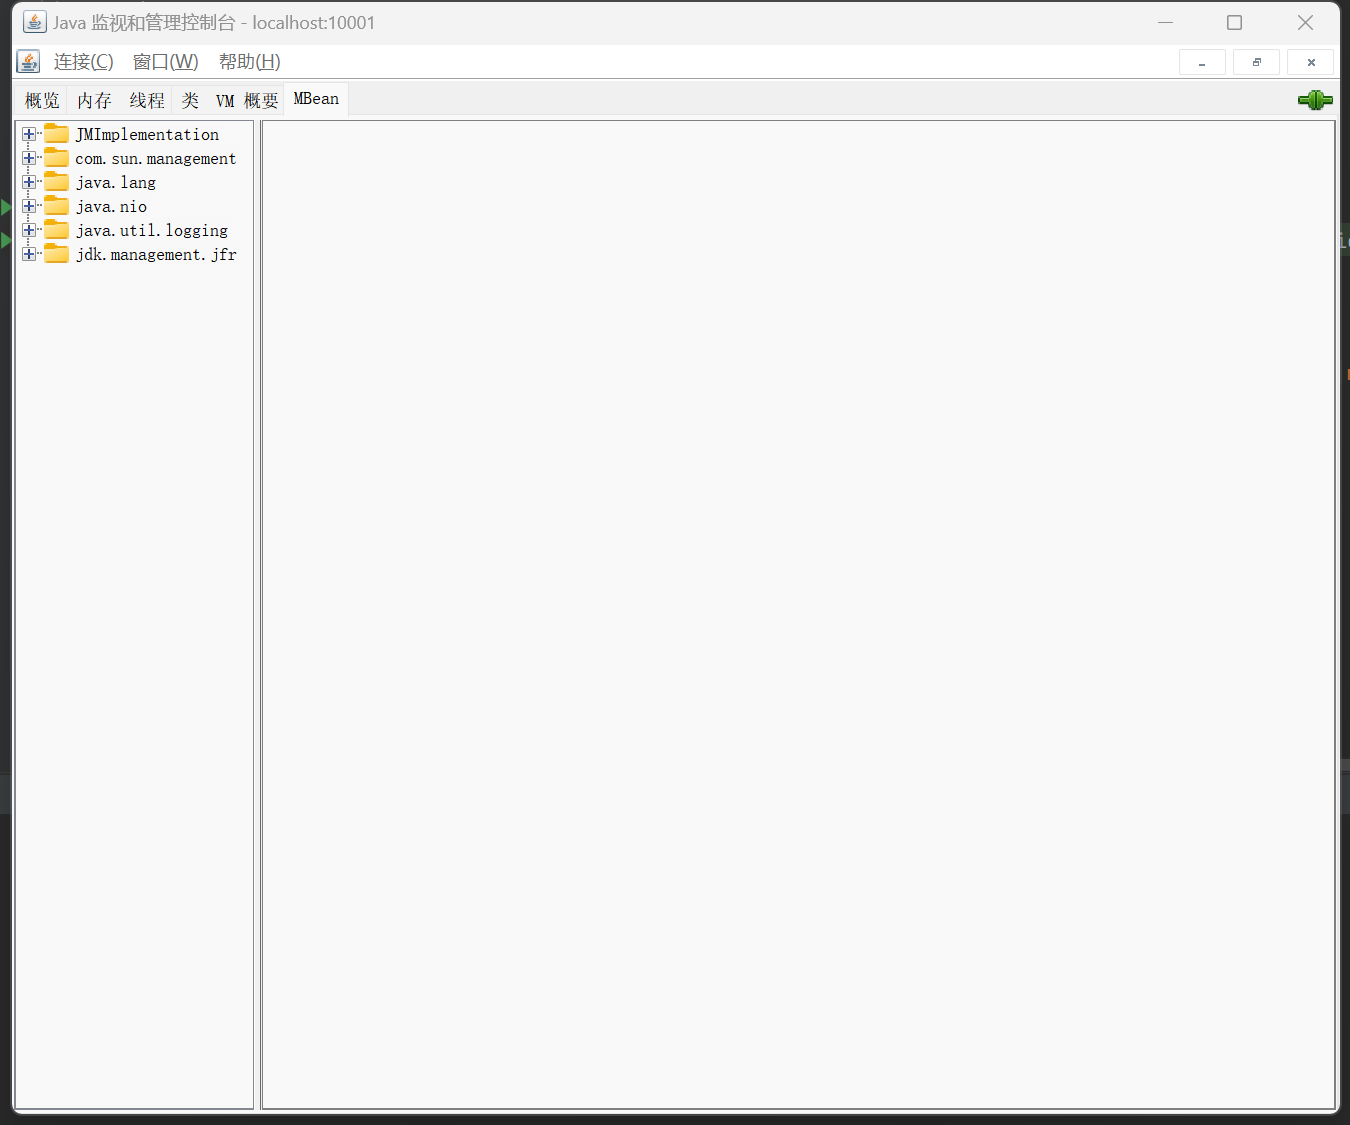 Java 监视和管理控制台 - localhost:10001
连接(C) 窗口(W) 帮助(H)
概览 内存 线程 类 VM 概要 MBean
JMImplementation
com.sun.management
java.lang
java.nio
java.util.logging
jdk.management.jfr